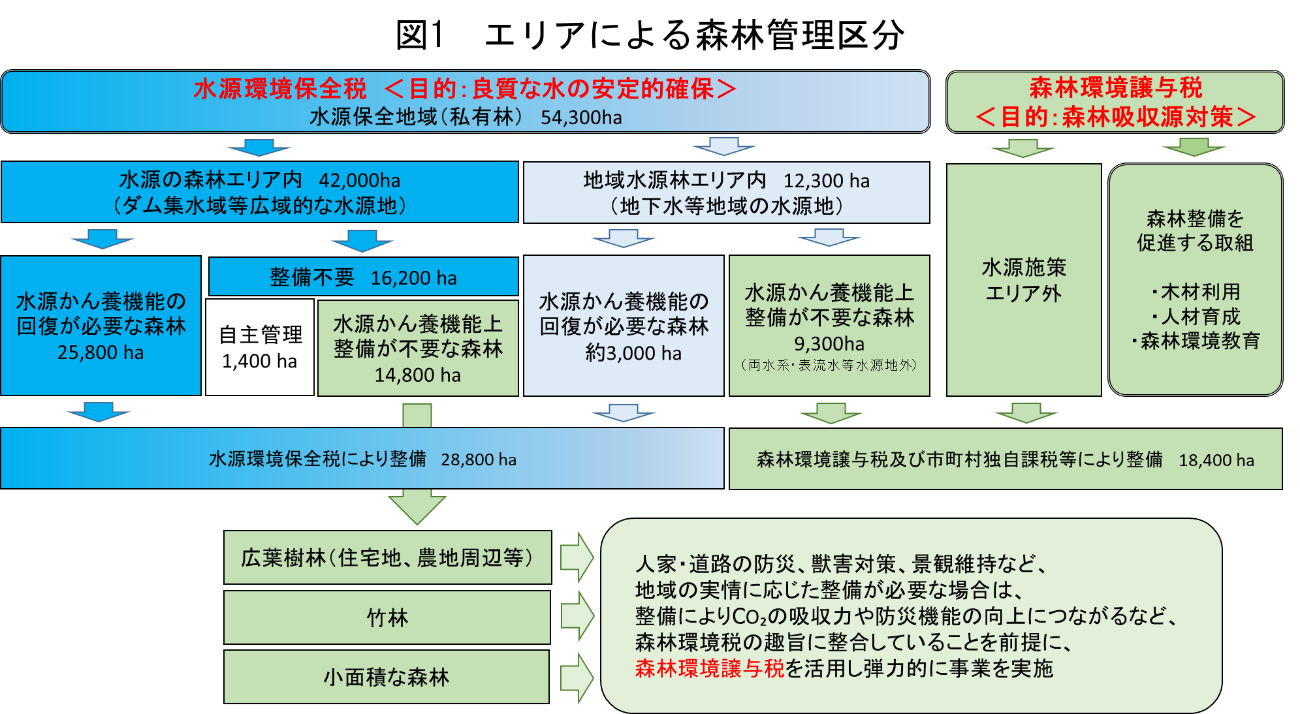 図1　エリアによる森林管理区分
水源環境保全税 ＜目的：良質な水の安定的確保＞
水源保全地域（私有林） 54,300ha
森林環境譲与税
＜目的：森林吸収源対策＞
水源の森林エリア内 42,000ha
（ダム集水域等広域的な水源地）
地域水源林エリア内 12,300 ha
（地下水等地域の水源地）
水源かん養機能の
回復が必要な森林
25,800 ha
整備不要 16,200 ha
自主管理
1,400 ha
水源かん養機能上
整備が不要な森林
14,800 ha
水源かん養機能の
回復が必要な森林
約3,000 ha
水源かん養機能上
整備が不要な森林
9,300ha
（両水系・表流水等水源地外）
水源施策
エリア外
森林整備を
促進する取組
・木材利用
・人材育成
・森林環境教育
水源環境保全税により整備 28,800 ha
森林環境譲与税及び市町村独自課税等により整備 18,400 ha
広葉樹林（住宅地、農地周辺等）
竹林
小面積な森林
人家・道路の防災、獣害対策、景観維持など、
地域の実情に応じた整備が必要な場合は、
整備によりCO₂の吸収力や防災機能の向上につながるなど、
森林環境税の趣旨に整合していることを前提に、
森林環境譲与税を活用し弾力的に事業を実施